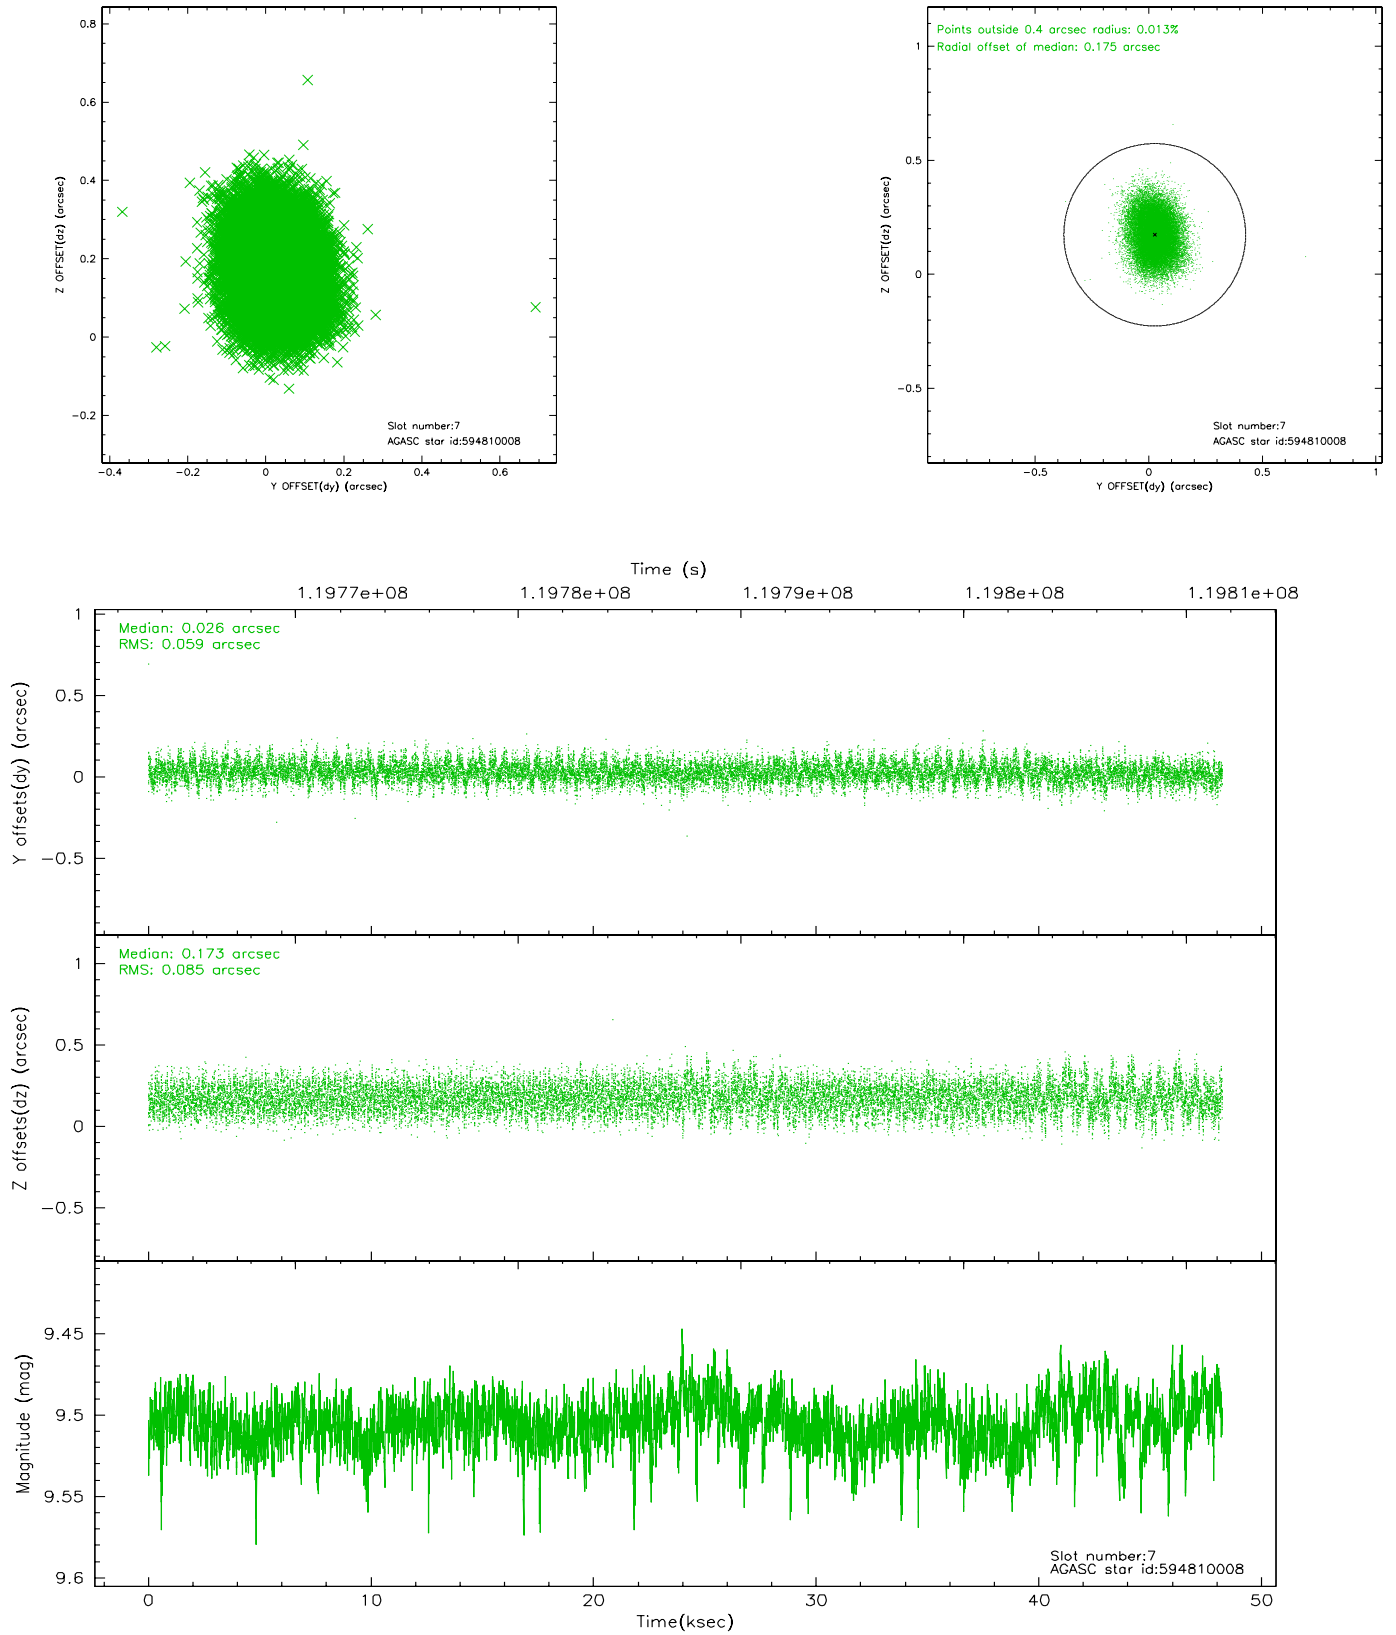 0.8
0.6
0.4
0.2
0
−0.2
Z OFFSET(dz) (arcsec)
Slot number:7
AGASC star id:594810008
−0.4
−0.2
0
0.2
0.4
0.6
Y OFFSET(dy) (arcsec)
Points outside 0.4 arcsec radius: 0.013%
Radial offset of median: 0.175 arcsec
1
0.5
0
−0.5
Z OFFSET(dz) (arcsec)
Slot number:7
AGASC star id:594810008
−0.5
0
0.5
1
Y OFFSET(dy) (arcsec)
Time (s)
1.1977e+08
1.1978e+08
1.1979e+08
1.198e+08
1.1981e+08
Median: 0.026 arcsec
RMS: 0.059 arcsec
1
0.5
0
−0.5
Y offsets(dy) (arcsec)
Median: 0.173 arcsec
RMS: 0.085 arcsec
1
0.5
0
−0.5
Z offsets(dz) (arcsec)
9.45
9.5
9.55
9.6
Magnitude (mag)
Slot number:7
AGASC star id:594810008
0
10
20
30
40
50
Time(ksec)